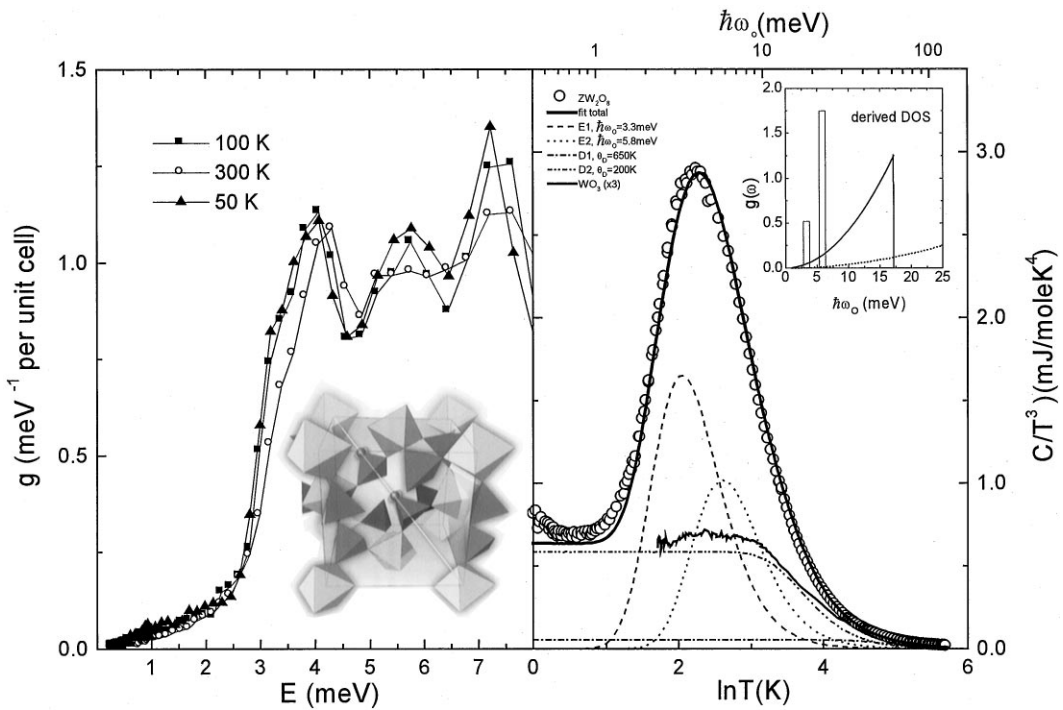 ħω₀(meV)
1 10 100
1.5
1.0
0.5
0.0
100 K
300 K
50 K
g (meV⁻¹ per unit cell)
1 2 3 4 5 6 7
E (meV)
ZW₂O₈
fit total
E1, ħω₀=3.3meV
E2, ħω₀=5.8meV
D1, θ_D=650K
D2, θ_D=200K
WO₃ (x3)
derived DOS
2.0
1.5
1.0
0.5
0.0
g(ω)
0 5 10 15 20 25
ħω₀ (meV)
3.0
2.0
1.0
0.0
C/T³ (mJ/moleK⁴)
0 2 4 6
lnT(K)